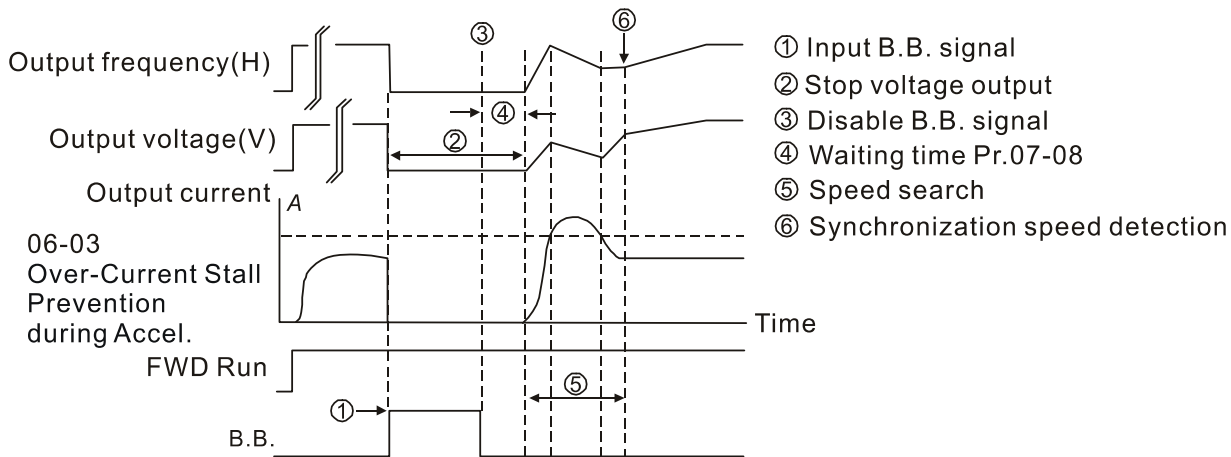 Output frequency(H)
Output voltage(V)
Output current
A
06-03
Over-Current Stall
Prevention
during Accel.
FWD Run
B.B.
Time
①
②
③
④
⑤
⑥
① Input B.B. signal
② Stop voltage output
③ Disable B.B. signal
④ Waiting time Pr.07-08
⑤ Speed search
⑥ Synchronization speed detection